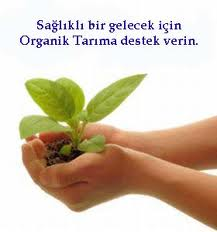 Sağlıklı bir gelecek için
Organik Tarıma destek verin.